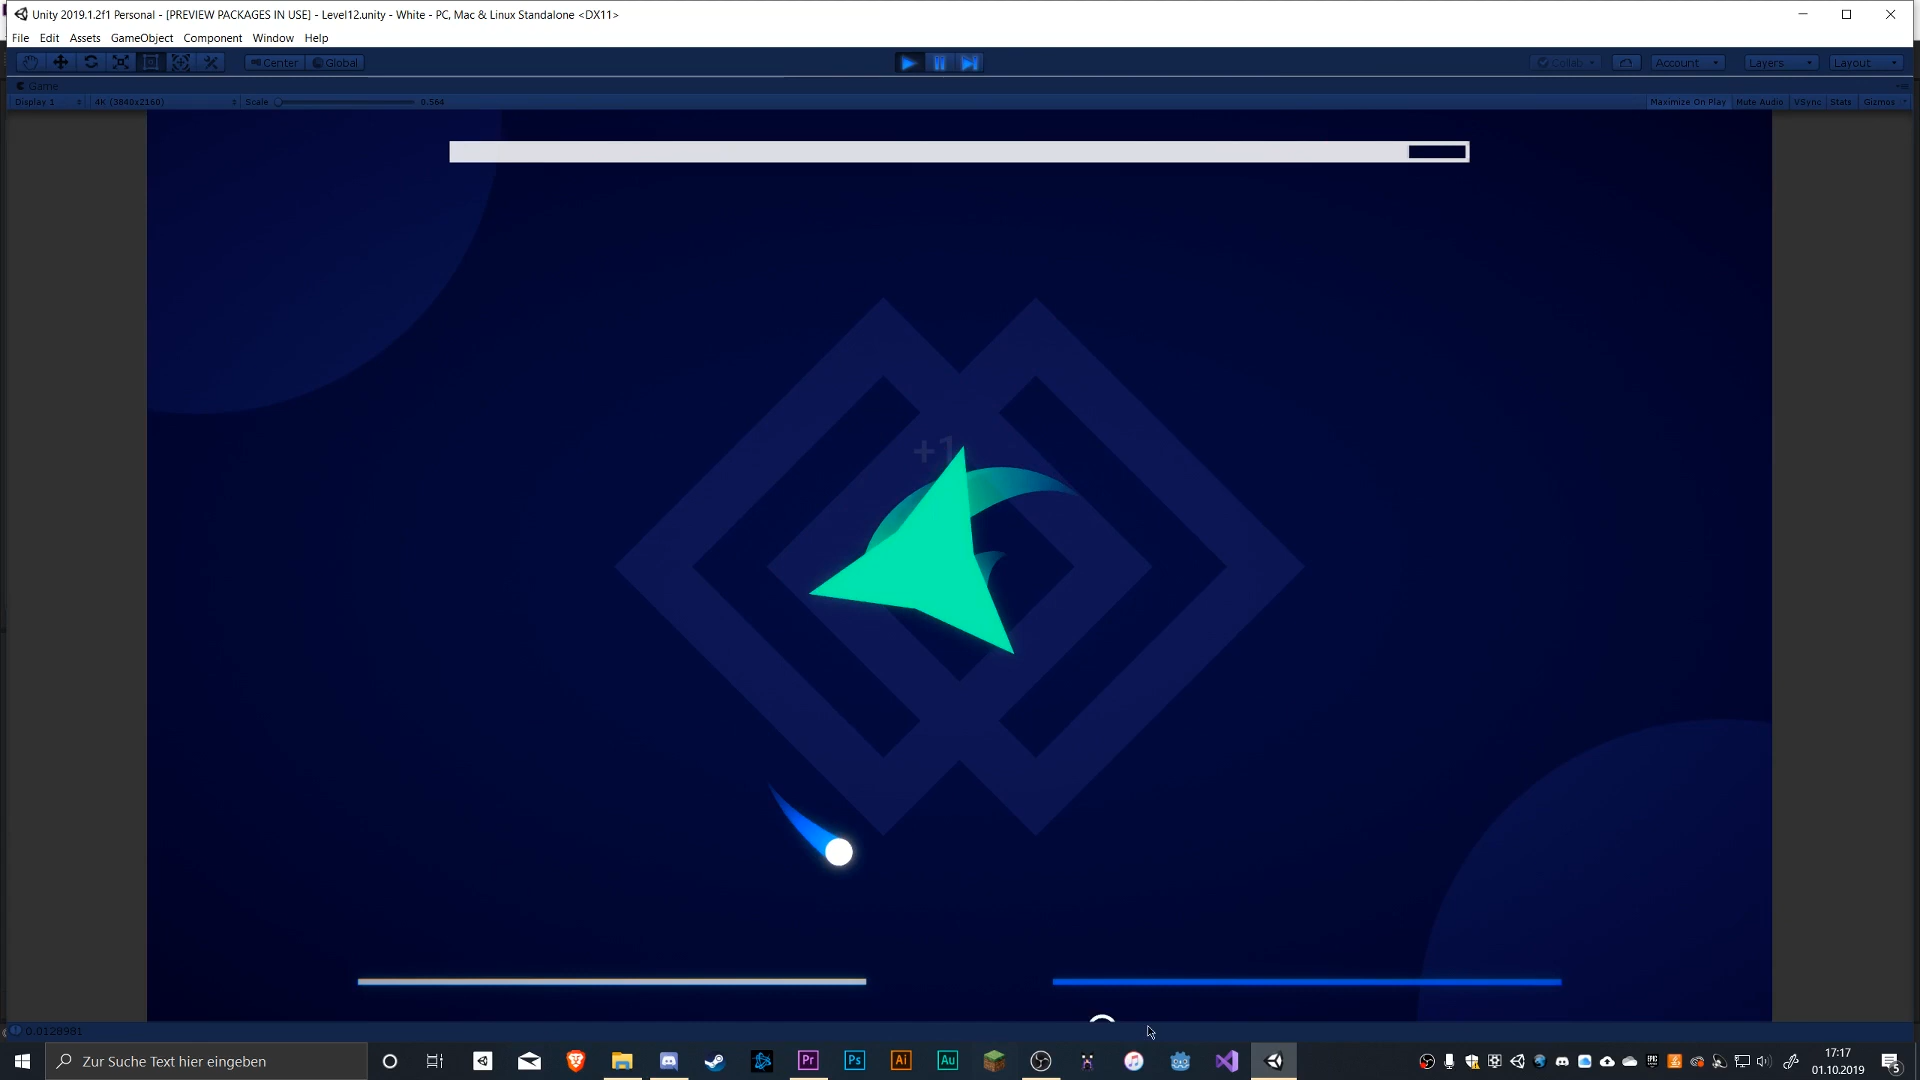 Unity 2019.1.2f1 Personal - [PREVIEW PACKAGES IN USE] - Level12.unity - White - PC, Mac & Linux Standalone <DX11>
File Edit Assets GameObject Component Window Help
Center Global Collab Account Layers Layout
Game
Display 1 4K (3840x2160) Scale 0.564 Maximize On Play Mute Audio VSync Stats Gizmos
+1
0.0128981
Zur Suche Text hier eingeben
Pr Ps Ai Au
17:17
01.10.2019
5